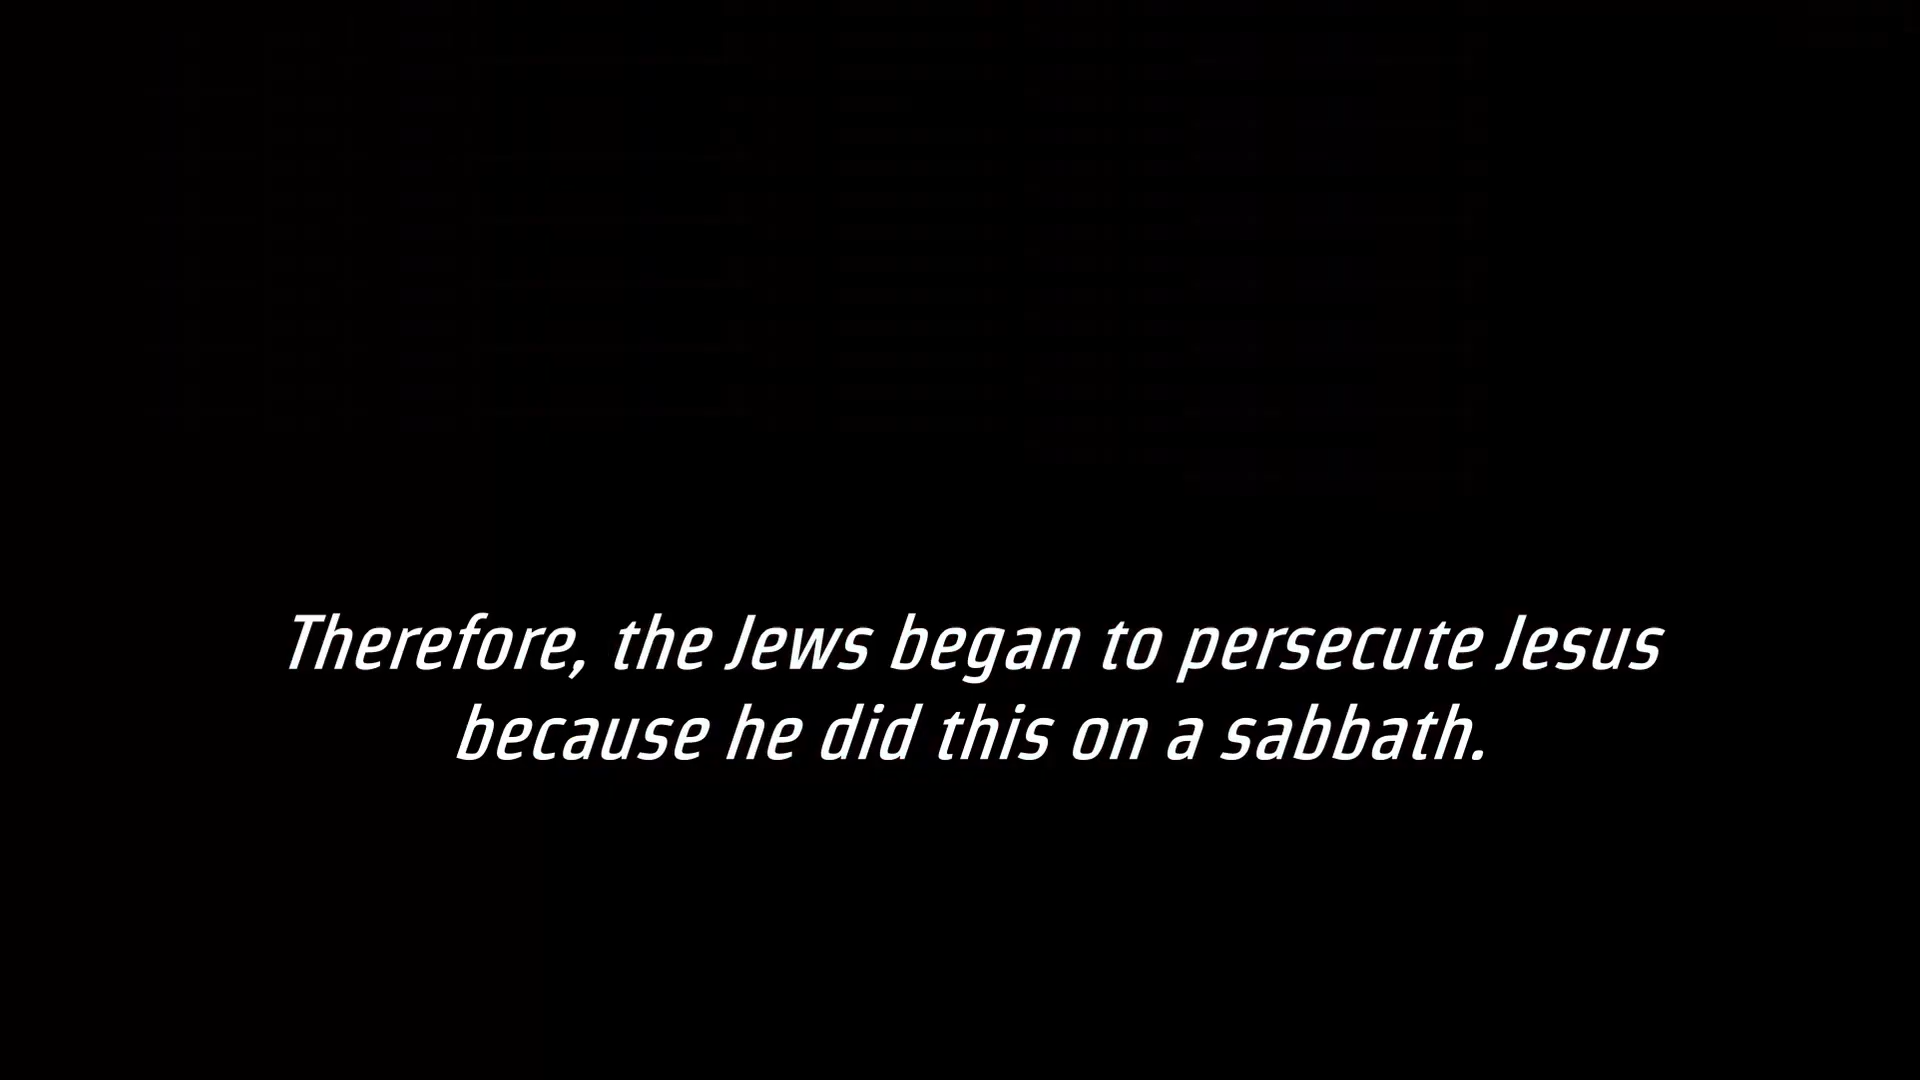 Therefore, the Jews began to persecute Jesus
because he did this on a sabbath.